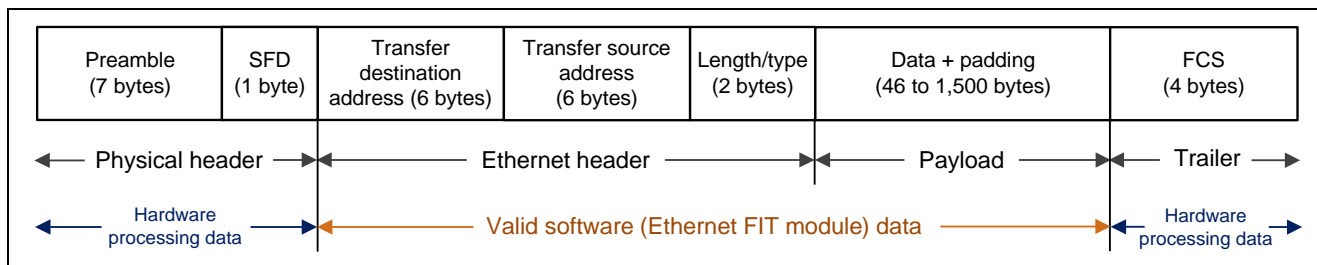 Preamble
(7 bytes)
SFD
(1 byte)
Transfer
destination
address (6 bytes)
Transfer source
address
(6 bytes)
Length/type
(2 bytes)
Data + padding
(46 to 1,500 bytes)
FCS
(4 bytes)
Physical header
Ethernet header
Payload
Trailer
Hardware
processing data
Valid software (Ethernet FIT module) data
Hardware
processing data